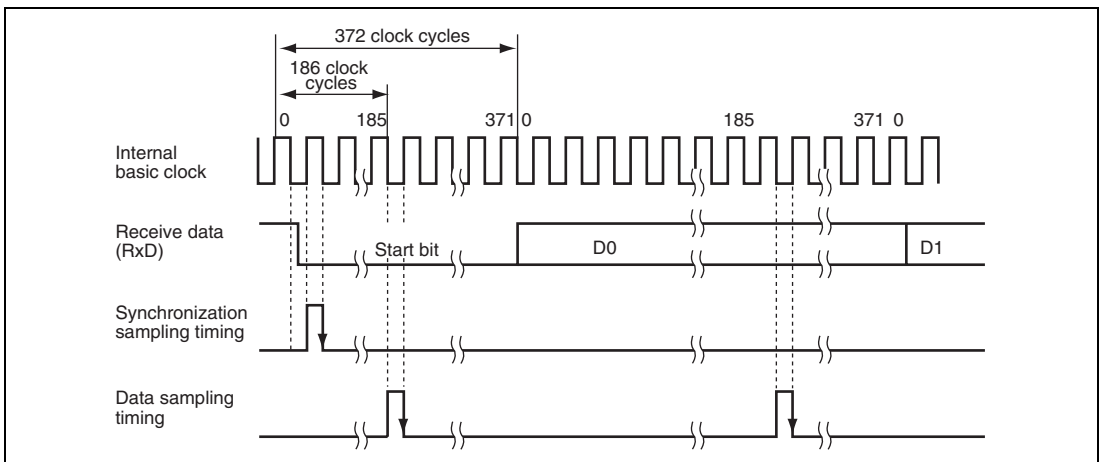 372 clock cycles
186 clock
cycles
0 185 371 0 185 371 0
Internal
basic clock
Receive data
(RxD)
Start bit D0 D1
Synchronization
sampling timing
Data sampling
timing